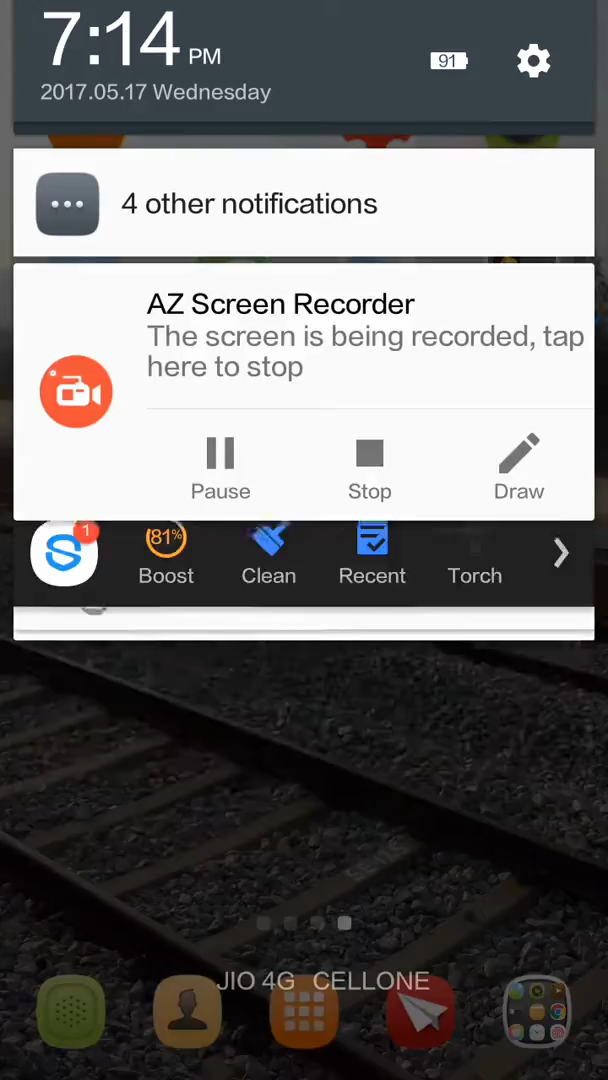 7:14 PM
91
2017.05.17 Wednesday
4 other notifications
AZ Screen Recorder
The screen is being recorded, tap
here to stop
Pause Stop Draw
1
81%
Boost Clean Recent Torch
JIO 4G CELLONE